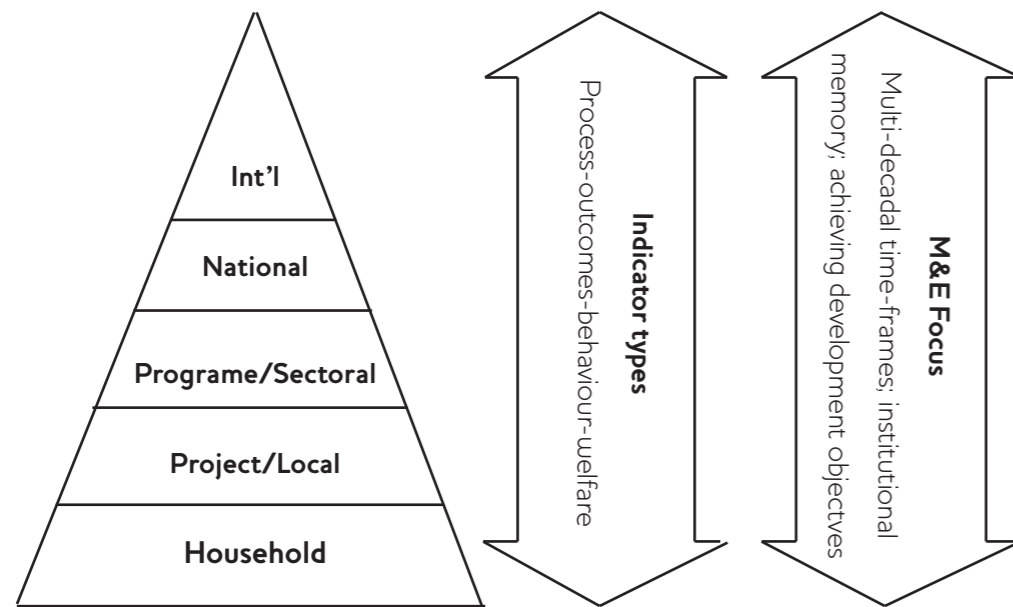 Int'l
National
Programe/Sectoral
Project/Local
Household
Indicator types
Process-outcomes-behaviour-welfare
M&E Focus
Multi-decadal time-frames; institutional
memory; achieving development objectves